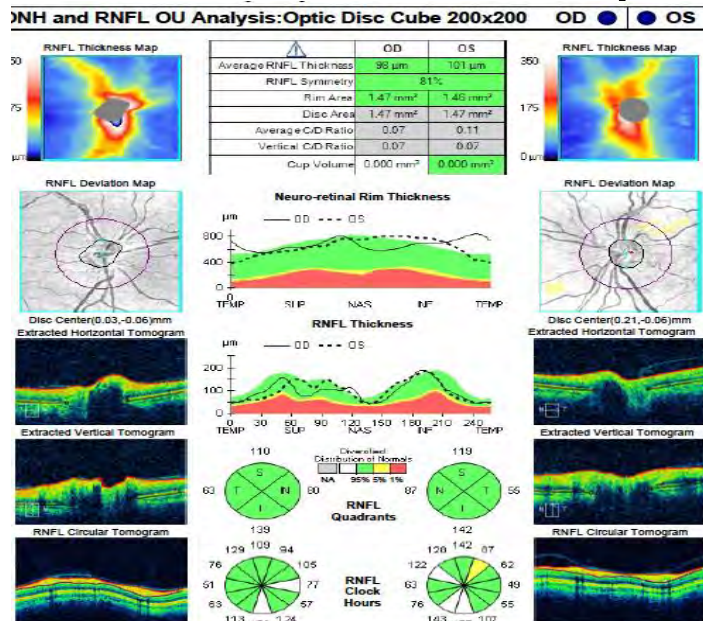 ONH and RNFL OU Analysis:Optic Disc Cube 200x200 OD OS
RNFL Thickness Map
OD OS
RNFL Thickness Map
Average RNFL Thickness 98 µm 101 µm
RNFL Symmetry 81%
Rim Area 1.47 mm² 1.46 mm²
Disc Area 1.47 mm² 1.47 mm²
Average C/D Ratio 0.07 0.11
Vertical C/D Ratio 0.07 0.07
Cup Volume 0.000 mm³ 0.000 mm³
µm
350
175
0 µm
RNFL Deviation Map
Neuro-retinal Rim Thickness
RNFL Deviation Map
µm OD OS
800
400
0
TEMP SUP NAS INF TEMP
Disc Center(0.03,-0.06)mm
RNFL Thickness
Disc Center(0.21,-0.06)mm
Extracted Horizontal Tomogram
Extracted Horizontal Tomogram
µm OD OS
200
100
0
0 30 60 90 120 150 180 210 240
TEMP SUP NAS INF TEMP
Extracted Vertical Tomogram
Extracted Vertical Tomogram
110
Diversified:
Distribution of Normals
NA 95% 5% 1%
119
63 S T N I 80
RNFL
Quadrants
87 S N T I 55
139
142
RNFL Circular Tomogram
RNFL Circular Tomogram
129 109 94
76 105
51 77
63 57
RNFL
Clock
Hours
120 142
122 62
63 49
76 55